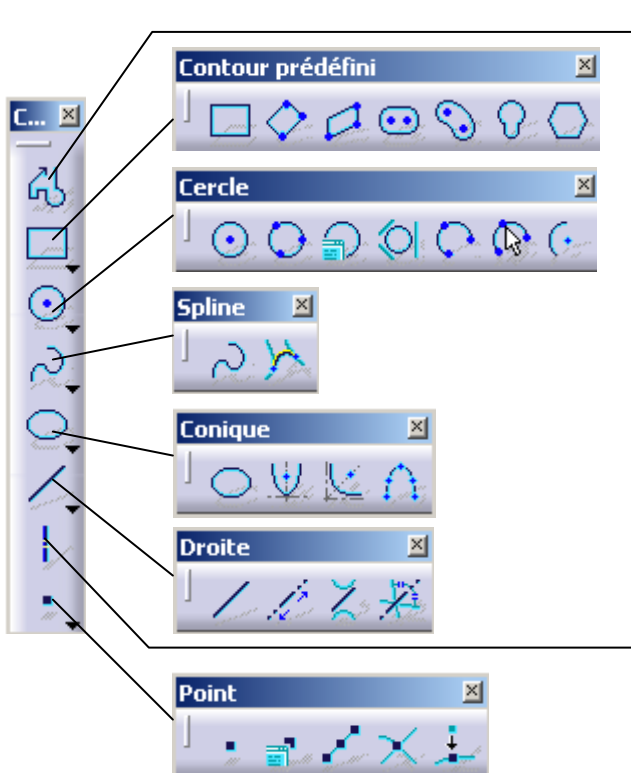 Contour prédéfini
C...
Cercle
Spline
Conique
Droite
Point